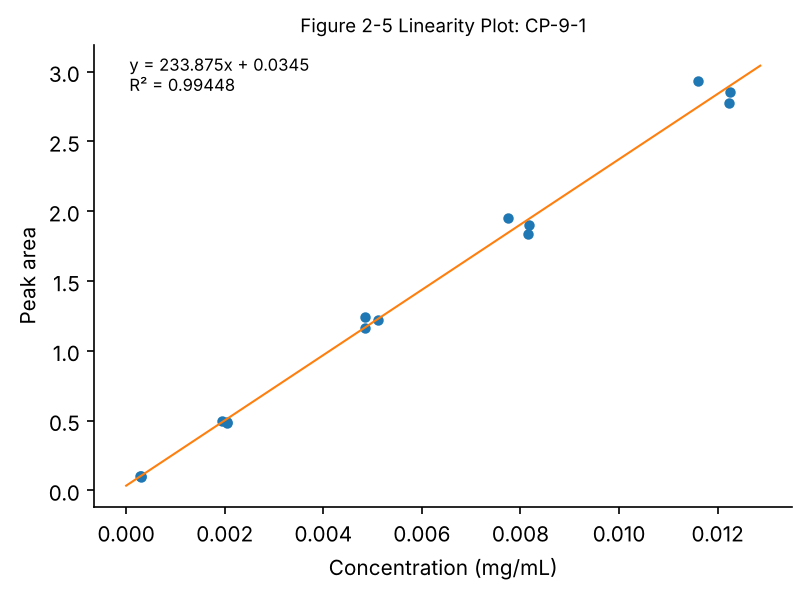 Figure 2-5 Linearity Plot: CP-9-1
y = 233.875x + 0.0345
R² = 0.99448
3.0
2.5
2.0
1.5
1.0
0.5
0.0
Peak area
0.000 0.002 0.004 0.006 0.008 0.010 0.012
Concentration (mg/mL)